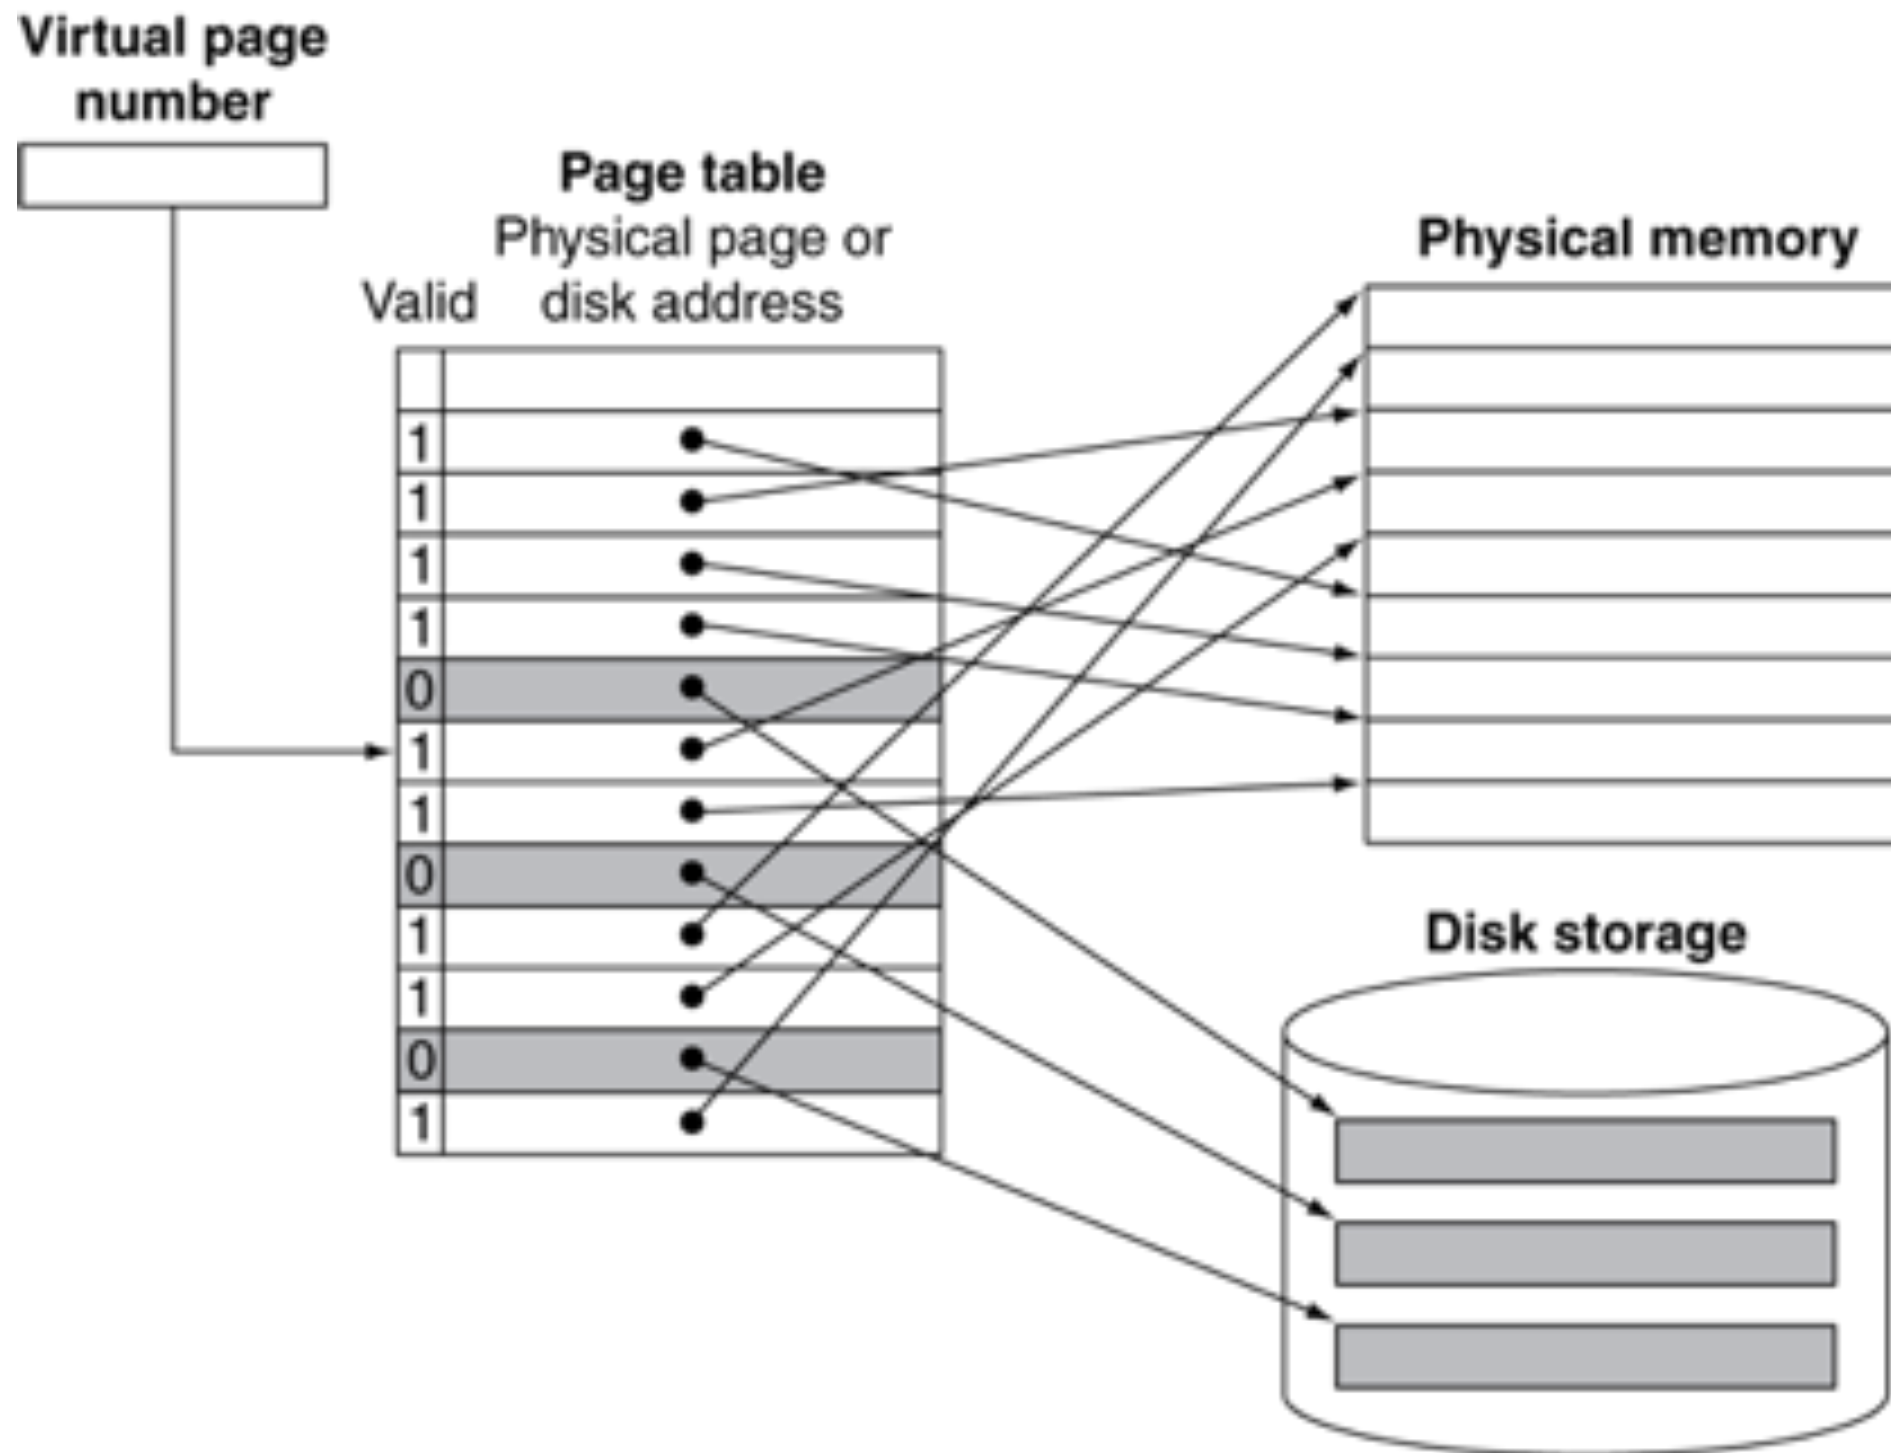 Virtual page
number
Page table
Physical page or
Valid disk address
Physical memory
1
1
1
1
0
1
1
0
1
1
0
1
Disk storage